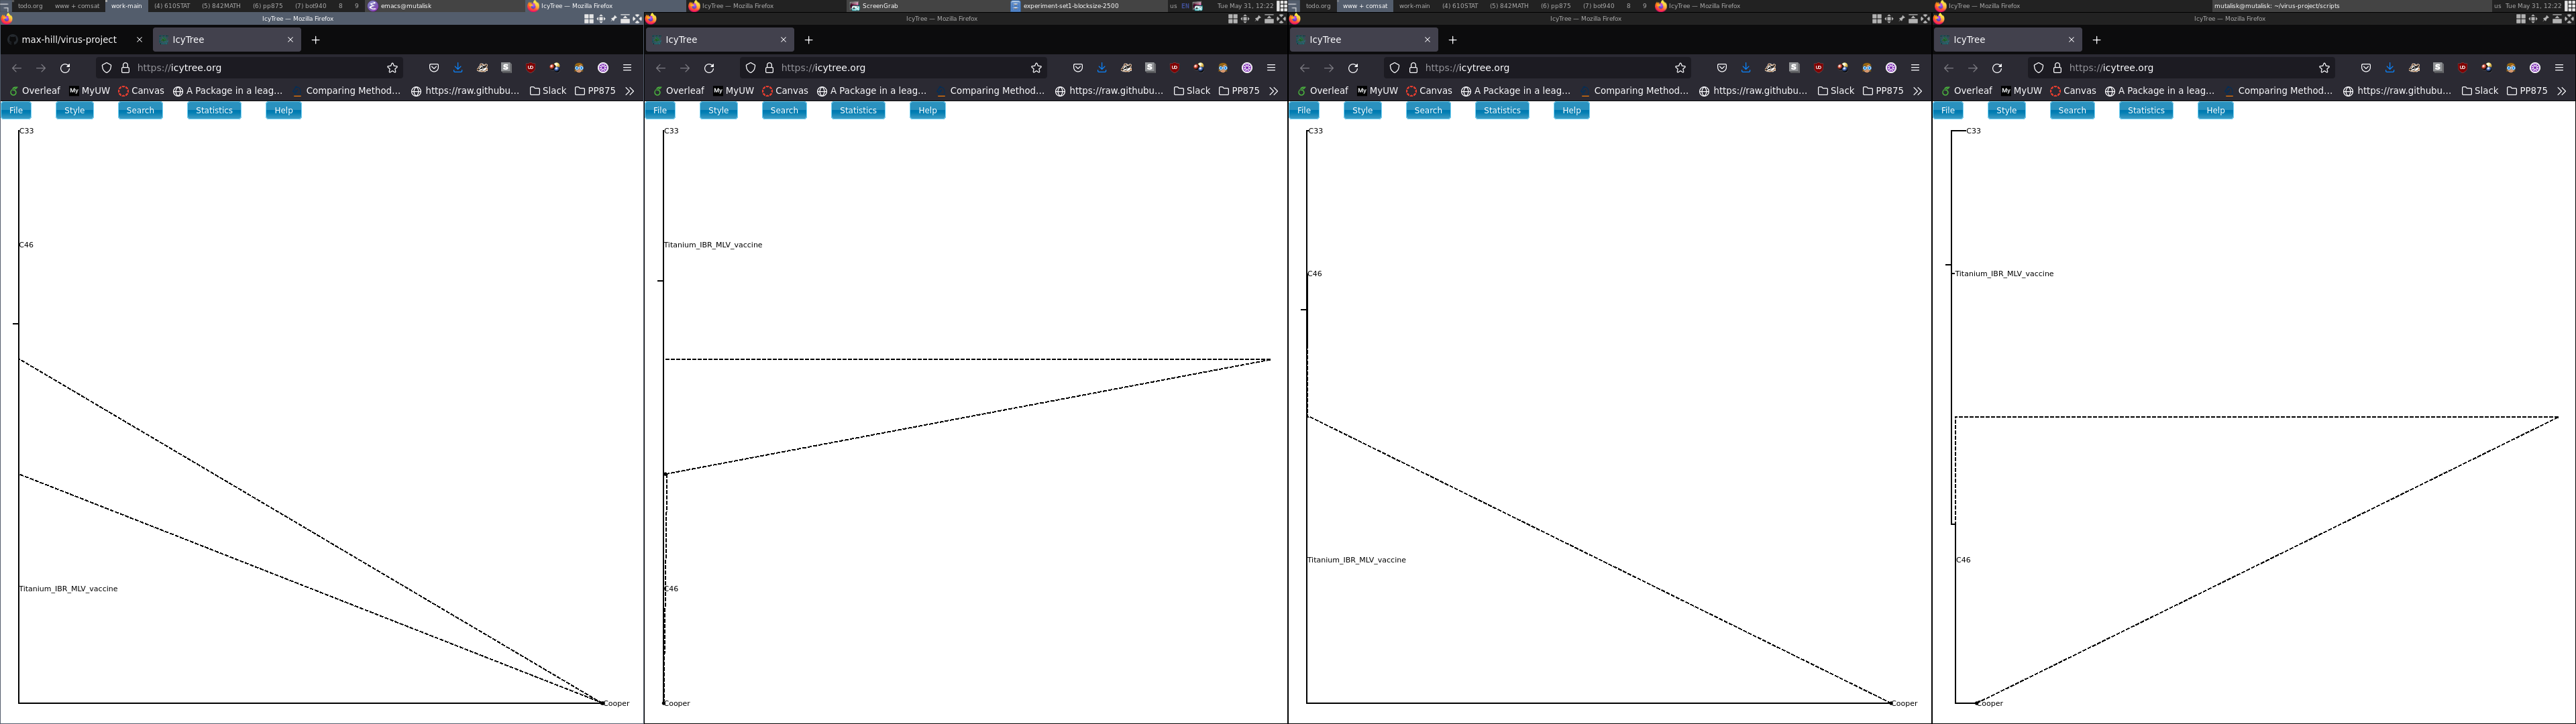 todo.org www + comsat work-main (4) 610STAT (5) 842MATH (6) pp875 (7) bot940 8 9 emacs@mutalisk IcyTree — Mozilla Firefox IcyTree — Mozilla Firefox ScreenGrab experiment-set1-blocksize-2500 us EN Tue May 31, 12:22
todo.org www + comsat work-main (4) 610STAT (5) 842MATH (6) pp875 (7) bot940 8 9 IcyTree — Mozilla Firefox IcyTree — Mozilla Firefox mutalisk@mutalisk: ~/virus-project/scripts us Tue May 31, 12:22
IcyTree — Mozilla Firefox
max-hill/virus-project IcyTree
https://icytree.org
Overleaf MyUW Canvas A Package in a leag... Comparing Method... https://raw.githubu... Slack PP875
File Style Search Statistics Help
C33
C46
Titanium_IBR_MLV_vaccine
Cooper
IcyTree — Mozilla Firefox
IcyTree
https://icytree.org
Overleaf MyUW Canvas A Package in a leag... Comparing Method... https://raw.githubu... Slack PP875
File Style Search Statistics Help
C33
Titanium_IBR_MLV_vaccine
C46
Cooper
IcyTree — Mozilla Firefox
IcyTree
https://icytree.org
Overleaf MyUW Canvas A Package in a leag... Comparing Method... https://raw.githubu... Slack PP875
File Style Search Statistics Help
C33
C46
Titanium_IBR_MLV_vaccine
Cooper
IcyTree — Mozilla Firefox
IcyTree
https://icytree.org
Overleaf MyUW Canvas A Package in a leag... Comparing Method... https://raw.githubu... Slack PP875
File Style Search Statistics Help
C33
Titanium_IBR_MLV_vaccine
C46
Cooper